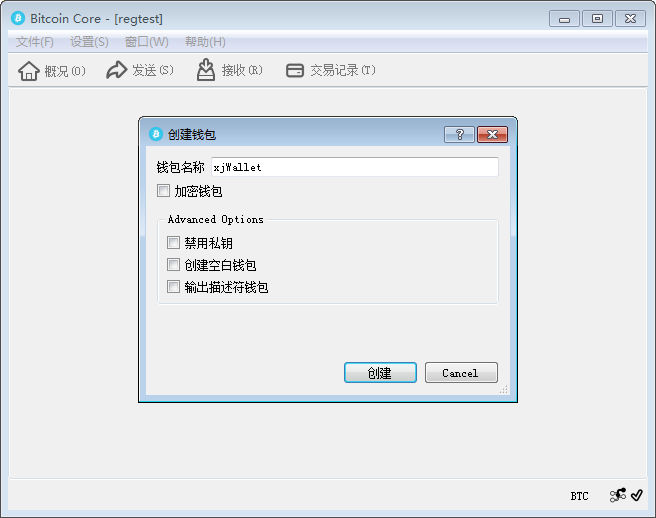 Bitcoin Core - [regtest]
文件(F) 设置(S) 窗口(W) 帮助(H)
概况(O) 发送(S) 接收(R) 交易记录(T)
创建钱包
钱包名称 xjWallet
加密钱包
Advanced Options
禁用私钥
创建空白钱包
输出描述符钱包
创建 Cancel
BTC